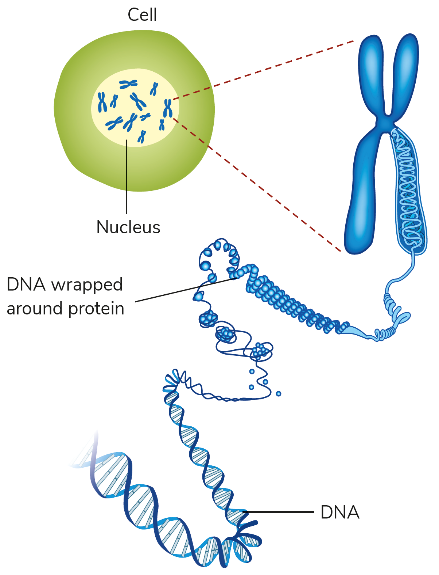 Cell
Nucleus
DNA wrapped
around protein
DNA